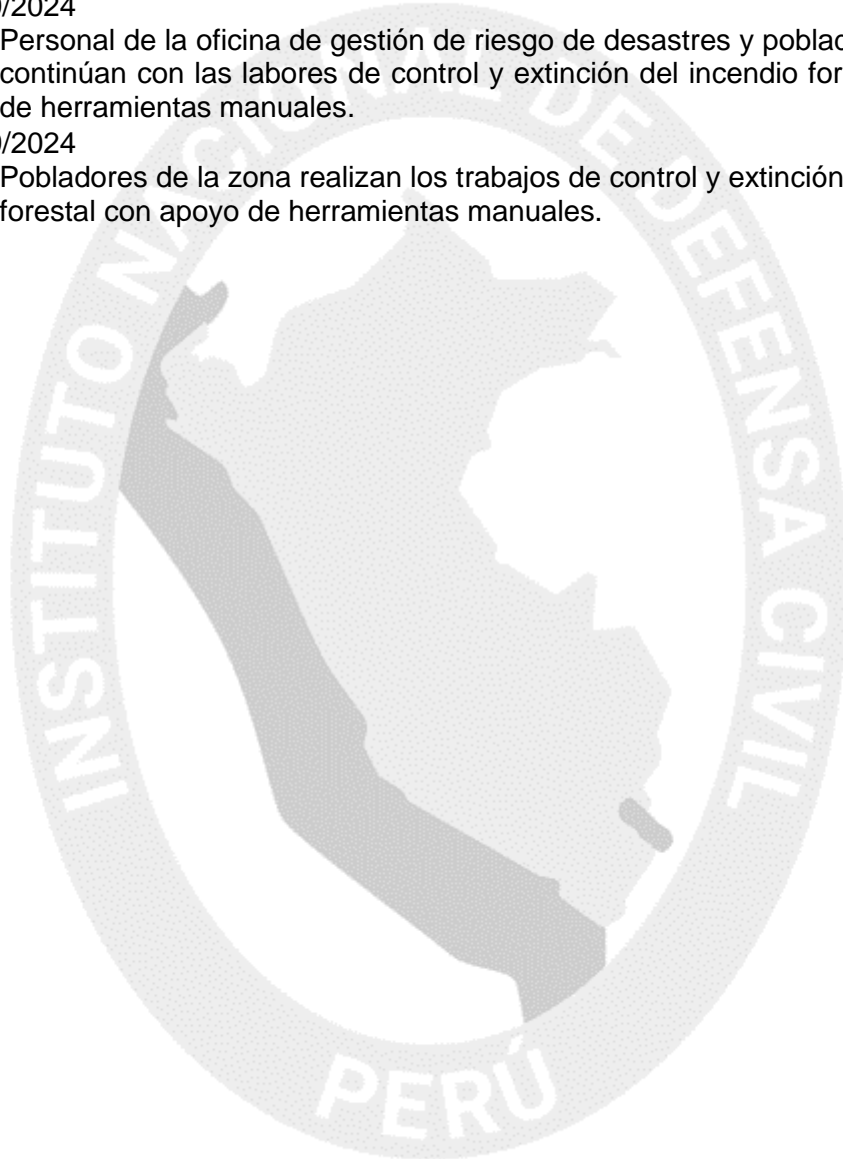 /2024
Personal de la oficina de gestión de riesgo de desastres y
continúan con las labores de control y extinción del incendio
de herramientas manuales.
/2024
Pobladores de la zona realizan los trabajos de control y extinción
forestal con apoyo de herramientas manuales.
INSTITUTO NACIONAL DE DEFENSA CIVIL
PERÚ